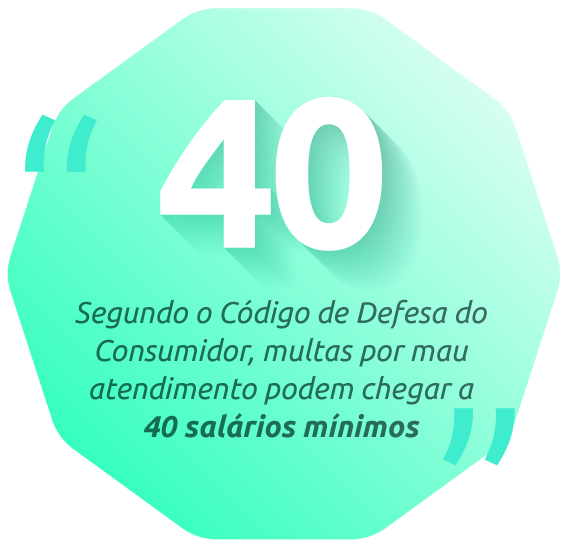 “
40
Segundo o Código de Defesa do
Consumidor, multas por mau
atendimento podem chegar a
40 salários mínimos
”